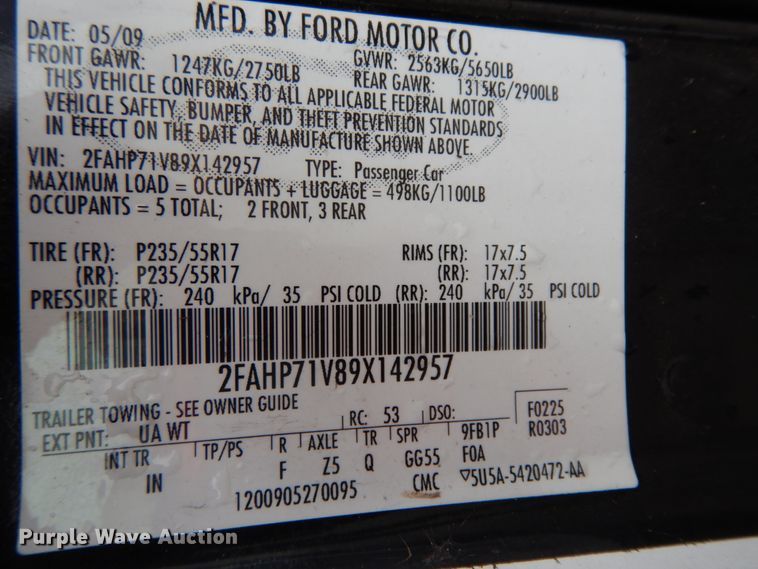 MFD. BY FORD MOTOR CO.
DATE: 05/09 GVWR: 2563KG/5650LB
FRONT GAWR: 1247KG/2750LB REAR GAWR: 1315KG/2900LB
THIS VEHICLE CONFORMS TO ALL APPLICABLE FEDERAL MOTOR
VEHICLE SAFETY, BUMPER, AND THEFT PREVENTION STANDARDS
IN EFFECT ON THE DATE OF MANUFACTURE SHOWN ABOVE.
VIN: 2FAHP71V89X142957 TYPE: Passenger Car
MAXIMUM LOAD = OCCUPANTS + LUGGAGE = 498KG/1100LB
OCCUPANTS = 5 TOTAL; 2 FRONT, 3 REAR
TIRE (FR): P235/55R17 RIMS (FR): 17x7.5
(RR): P235/55R17 (RR): 17x7.5
PRESSURE (FR): 240 kPa/ 35 PSI COLD (RR): 240 kPa/ 35 PSI COLD
2FAHP71V89X142957
TRAILER TOWING - SEE OWNER GUIDE RC: 53 DSO: F0225
EXT PNT: UA WT R0303
INT TR TP/PS R AXLE TR SPR 9FB1P
IN F Z5 Q GG55 F0A
1200905270095 CMC ▽5U5A-5420472-AA
Purple Wave Auction